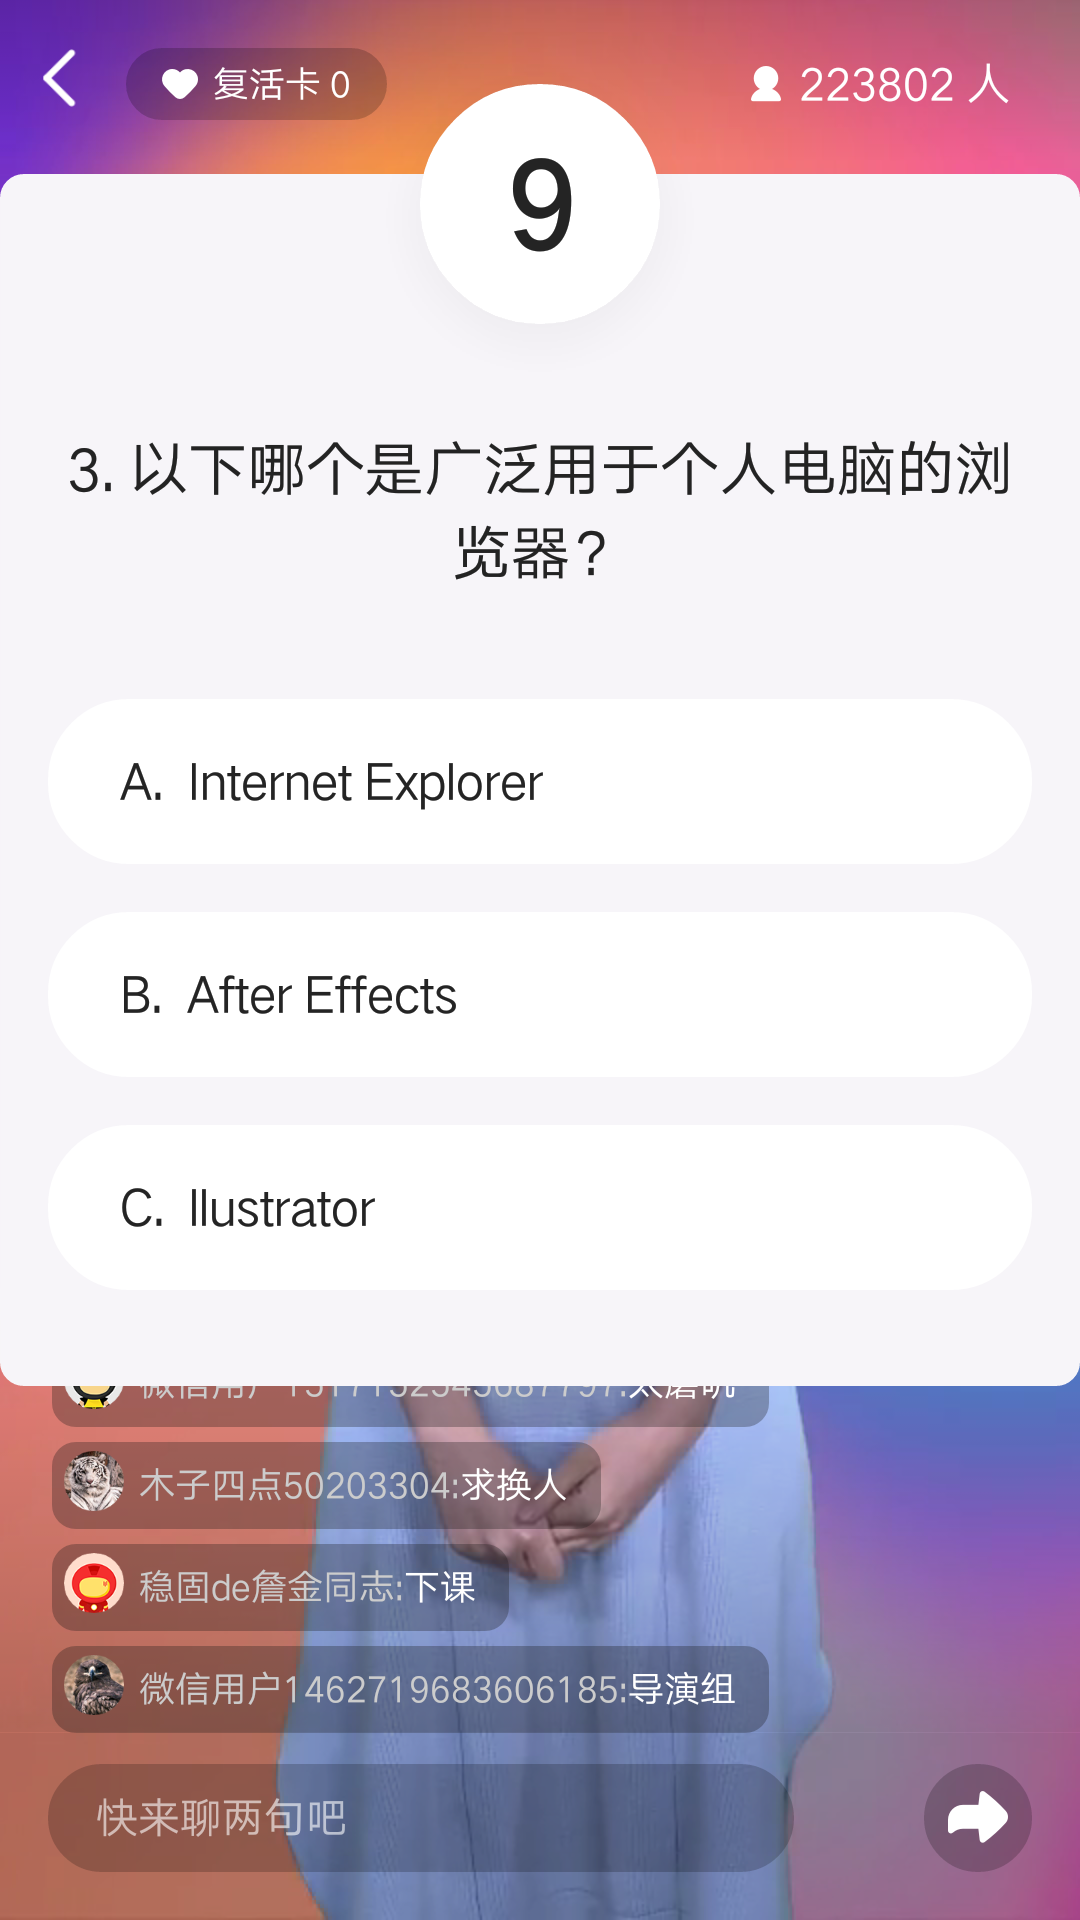 复活卡 0
223802 人
9
3. 以下哪个是广泛用于个人电脑的浏
览器?
A. Internet Explorer
B. After Effects
C. Ilustrator
木子四点50203304:求换人
稳固de詹金同志:下课
微信用户1462719683606185:导演组
快来聊两句吧